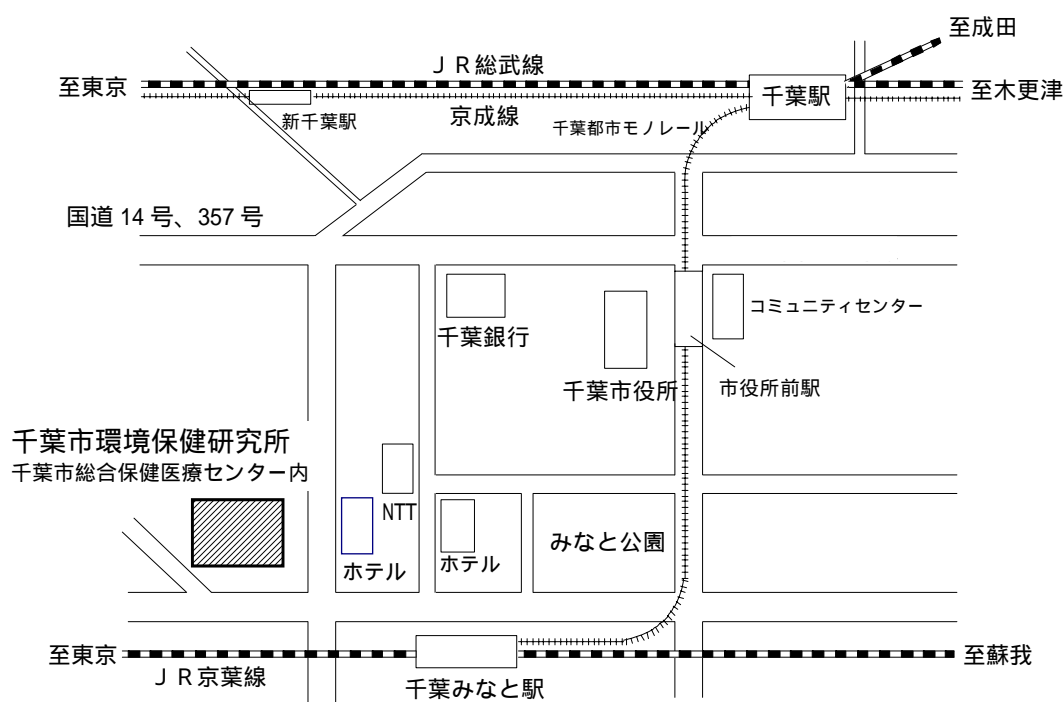 至成田
ＪＲ総武線
至東京
千葉駅
至木更津
京成線
新千葉駅
千葉都市モノレール
国道 14 号、357 号
コミュニティセンター
千葉銀行
千葉市役所
市役所前駅
千葉市環境保健研究所
千葉市総合保健医療センター内
NTT
みなと公園
ホテル
ホテル
至東京
至蘇我
ＪＲ京葉線
千葉みなと駅